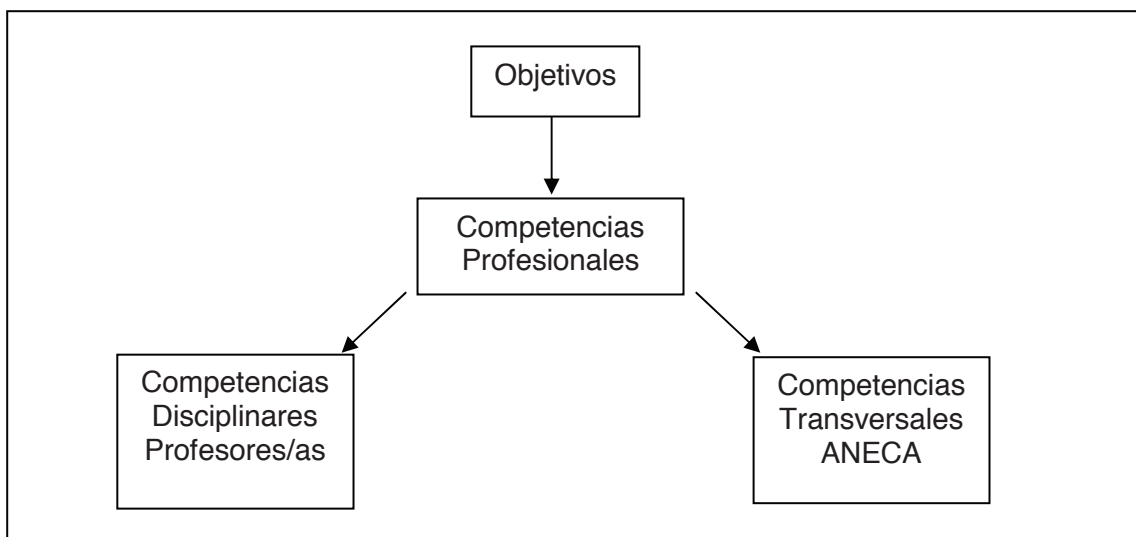 Objetivos
Competencias
Profesionales
Competencias
Disciplinares
Profesores/as
Competencias
Transversales
ANECA